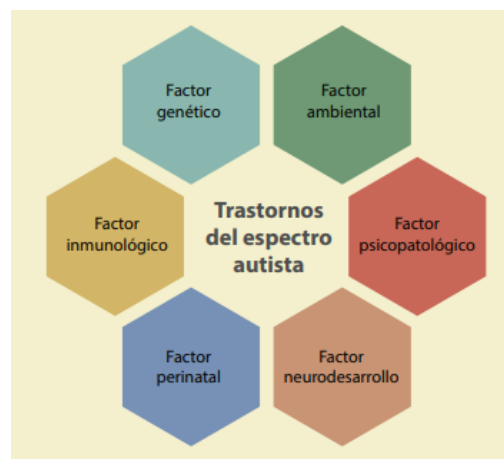 Factor
genético
Factor
ambiental
Factor
inmunológico
Trastornos
del espectro
autista
Factor
psicopatológico
Factor
perinatal
Factor
neurodesarrollo